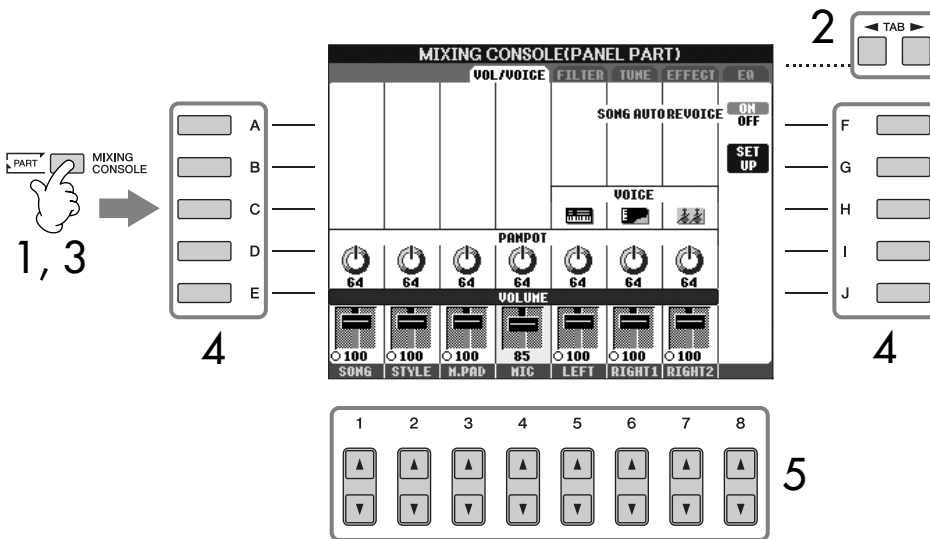 2
◄ TAB ►
MIXING CONSOLE(PANEL PART)
VOL/VOICE FILTER TUNE EFFECT EQ
SONG AUTO REVOICE ON
OFF
SET
UP
A
B
C
D
E
F
G
H
I
J
PART
MIXING
CONSOLE
1, 3
4
4
VOICE
PANPOT
64 64 64 64 64 64 64
VOLUME
100 100 100 85 100 100 100
SONG STYLE M.PAD MIC LEFT RIGHT1 RIGHT2
1 2 3 4 5 6 7 8
5